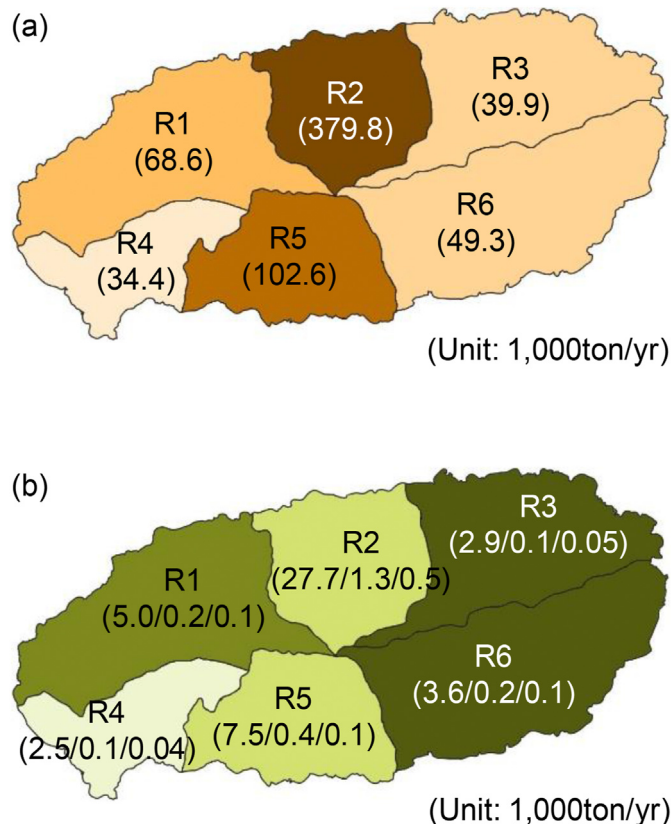 (a)
R1
(68.6)
R2
(379.8)
R3
(39.9)
R4
(34.4)
R5
(102.6)
R6
(49.3)
(Unit: 1,000ton/yr)
(b)
R1
(5.0/0.2/0.1)
R2
(27.7/1.3/0.5)
R3
(2.9/0.1/0.05)
R4
(2.5/0.1/0.04)
R5
(7.5/0.4/0.1)
R6
(3.6/0.2/0.1)
(Unit: 1,000ton/yr)